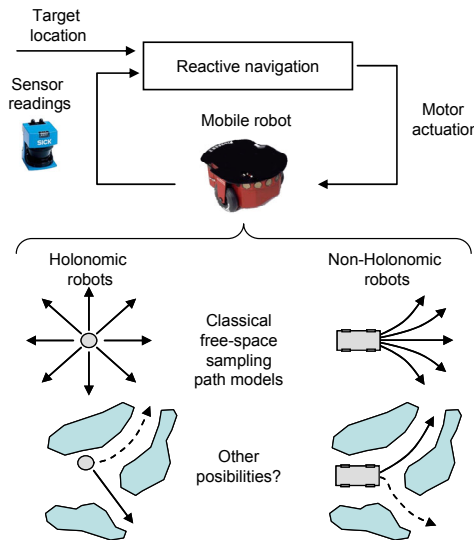 Target
location
Reactive navigation
Sensor
readings
SICK
Mobile robot
Motor
actuation
Holonomic
robots
Non-Holonomic
robots
Classical
free-space
sampling
path models
Other
posibilities?